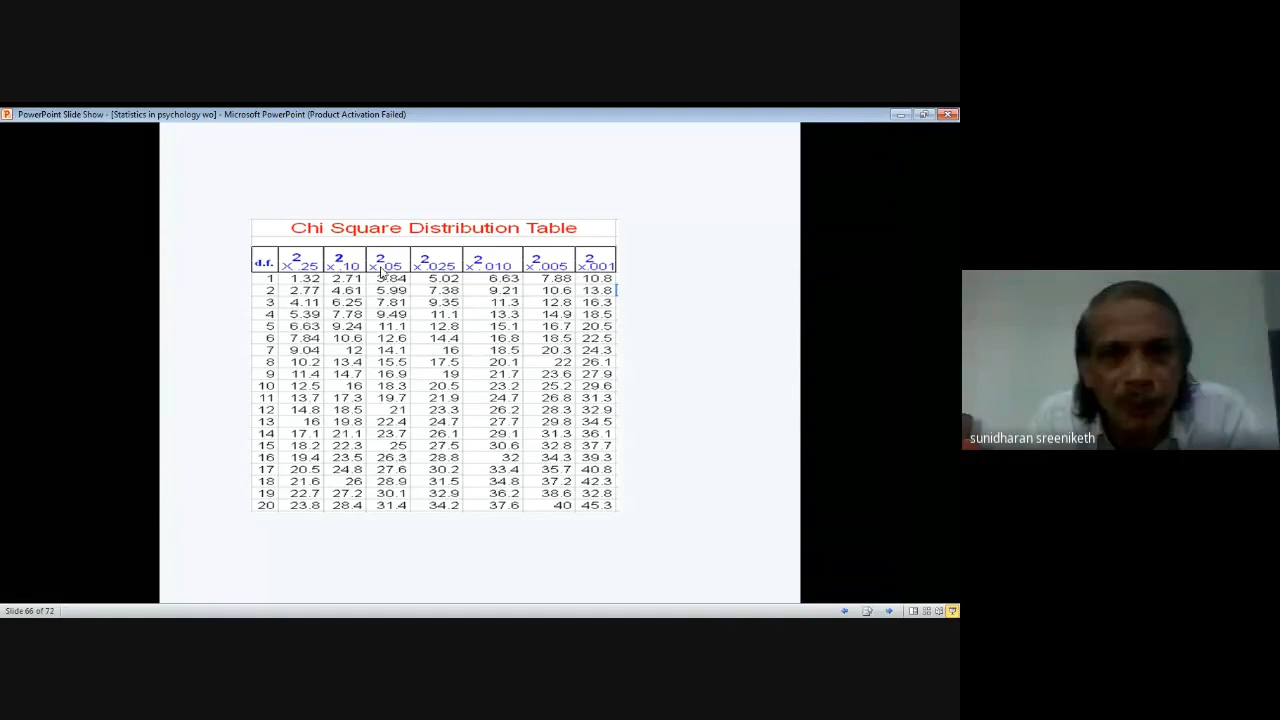 PowerPoint Slide Show - [Statistics in psychology wo] - Microsoft PowerPoint (Product Activation Failed)
Chi Square Distribution Table
d.f. x².25 x².10 x².05 x².025 x².010 x².005 x².001
1 1.32 2.71 3.84 5.02 6.63 7.88 10.8
2 2.77 4.61 5.99 7.38 9.21 10.6 13.8
3 4.11 6.25 7.81 9.35 11.3 12.8 16.3
4 5.39 7.78 9.49 11.1 13.3 14.9 18.5
5 6.63 9.24 11.1 12.8 15.1 16.7 20.5
6 7.84 10.6 12.6 14.4 16.8 18.5 22.5
7 9.04 12 14.1 16 18.5 20.3 24.3
8 10.2 13.4 15.5 17.5 20.1 22 26.1
9 11.4 14.7 16.9 19 21.7 23.6 27.9
10 12.5 16 18.3 20.5 23.2 25.2 29.6
11 13.7 17.3 19.7 21.9 24.7 26.8 31.3
12 14.8 18.5 21 23.3 26.2 28.3 32.9
13 16 19.8 22.4 24.7 27.7 29.8 34.5
14 17.1 21.1 23.7 26.1 29.1 31.3 36.1
15 18.2 22.3 25 27.5 30.6 32.8 37.7
16 19.4 23.5 26.3 28.8 32 34.3 39.3
17 20.5 24.8 27.6 30.2 33.4 35.7 40.8
18 21.6 26 28.9 31.5 34.8 37.2 42.3
19 22.7 27.2 30.1 32.9 36.2 38.6 32.8
20 23.8 28.4 31.4 34.2 37.6 40 45.3
sunidharan sreeniketh
Slide 66 of 72